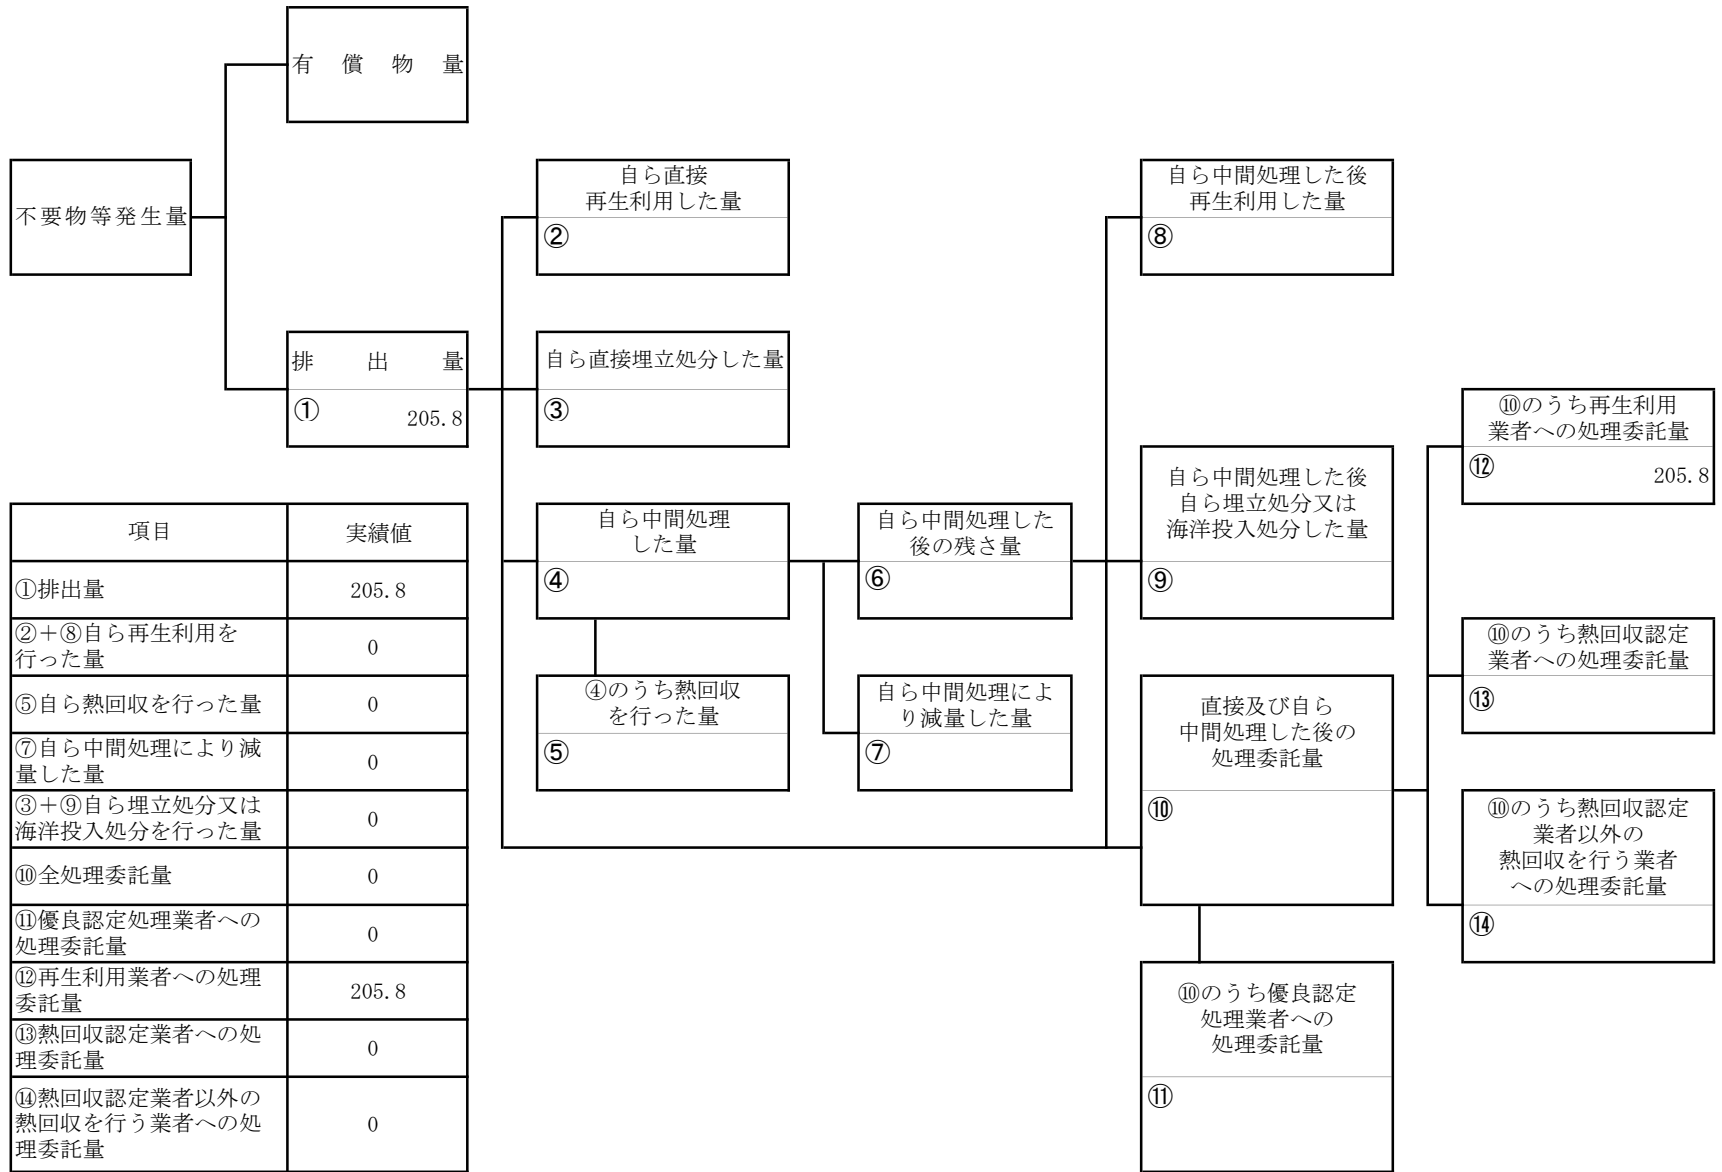 有償物量
不要物等発生量
排出量
①
205.8
自ら直接
再生利用した量
②
自ら直接埋立処分した量
③
自ら中間処理
した量
④
④のうち熱回収
を行った量
⑤
自ら中間処理した
後の残さ量
⑥
自ら中間処理によ
り減量した量
⑦
自ら中間処理した後
再生利用した量
⑧
自ら中間処理した後
自ら埋立処分又は
海洋投入処分した量
⑨
直接及び自ら
中間処理した後の
処理委託量
⑩
⑩のうち優良認定
処理業者への
処理委託量
⑪
⑩のうち再生利用
業者への処理委託量
⑫
205.8
⑩のうち熱回収認定
業者への処理委託量
⑬
⑩のうち熱回収認定
業者以外の
熱回収を行う業者
への処理委託量
⑭
項目 実績値
①排出量 205.8
②+⑧自ら再生利用を
行った量
0
⑤自ら熱回収を行った量 0
⑦自ら中間処理により減
量した量
0
③+⑨自ら埋立処分又は
海洋投入処分を行った量
0
⑩全処理委託量 0
⑪優良認定処理業者への
処理委託量
0
⑫再生利用業者への処理
委託量
205.8
⑬熱回収認定業者への処
理委託量
0
⑭熱回収認定業者以外の
熱回収を行う業者への処
理委託量
0